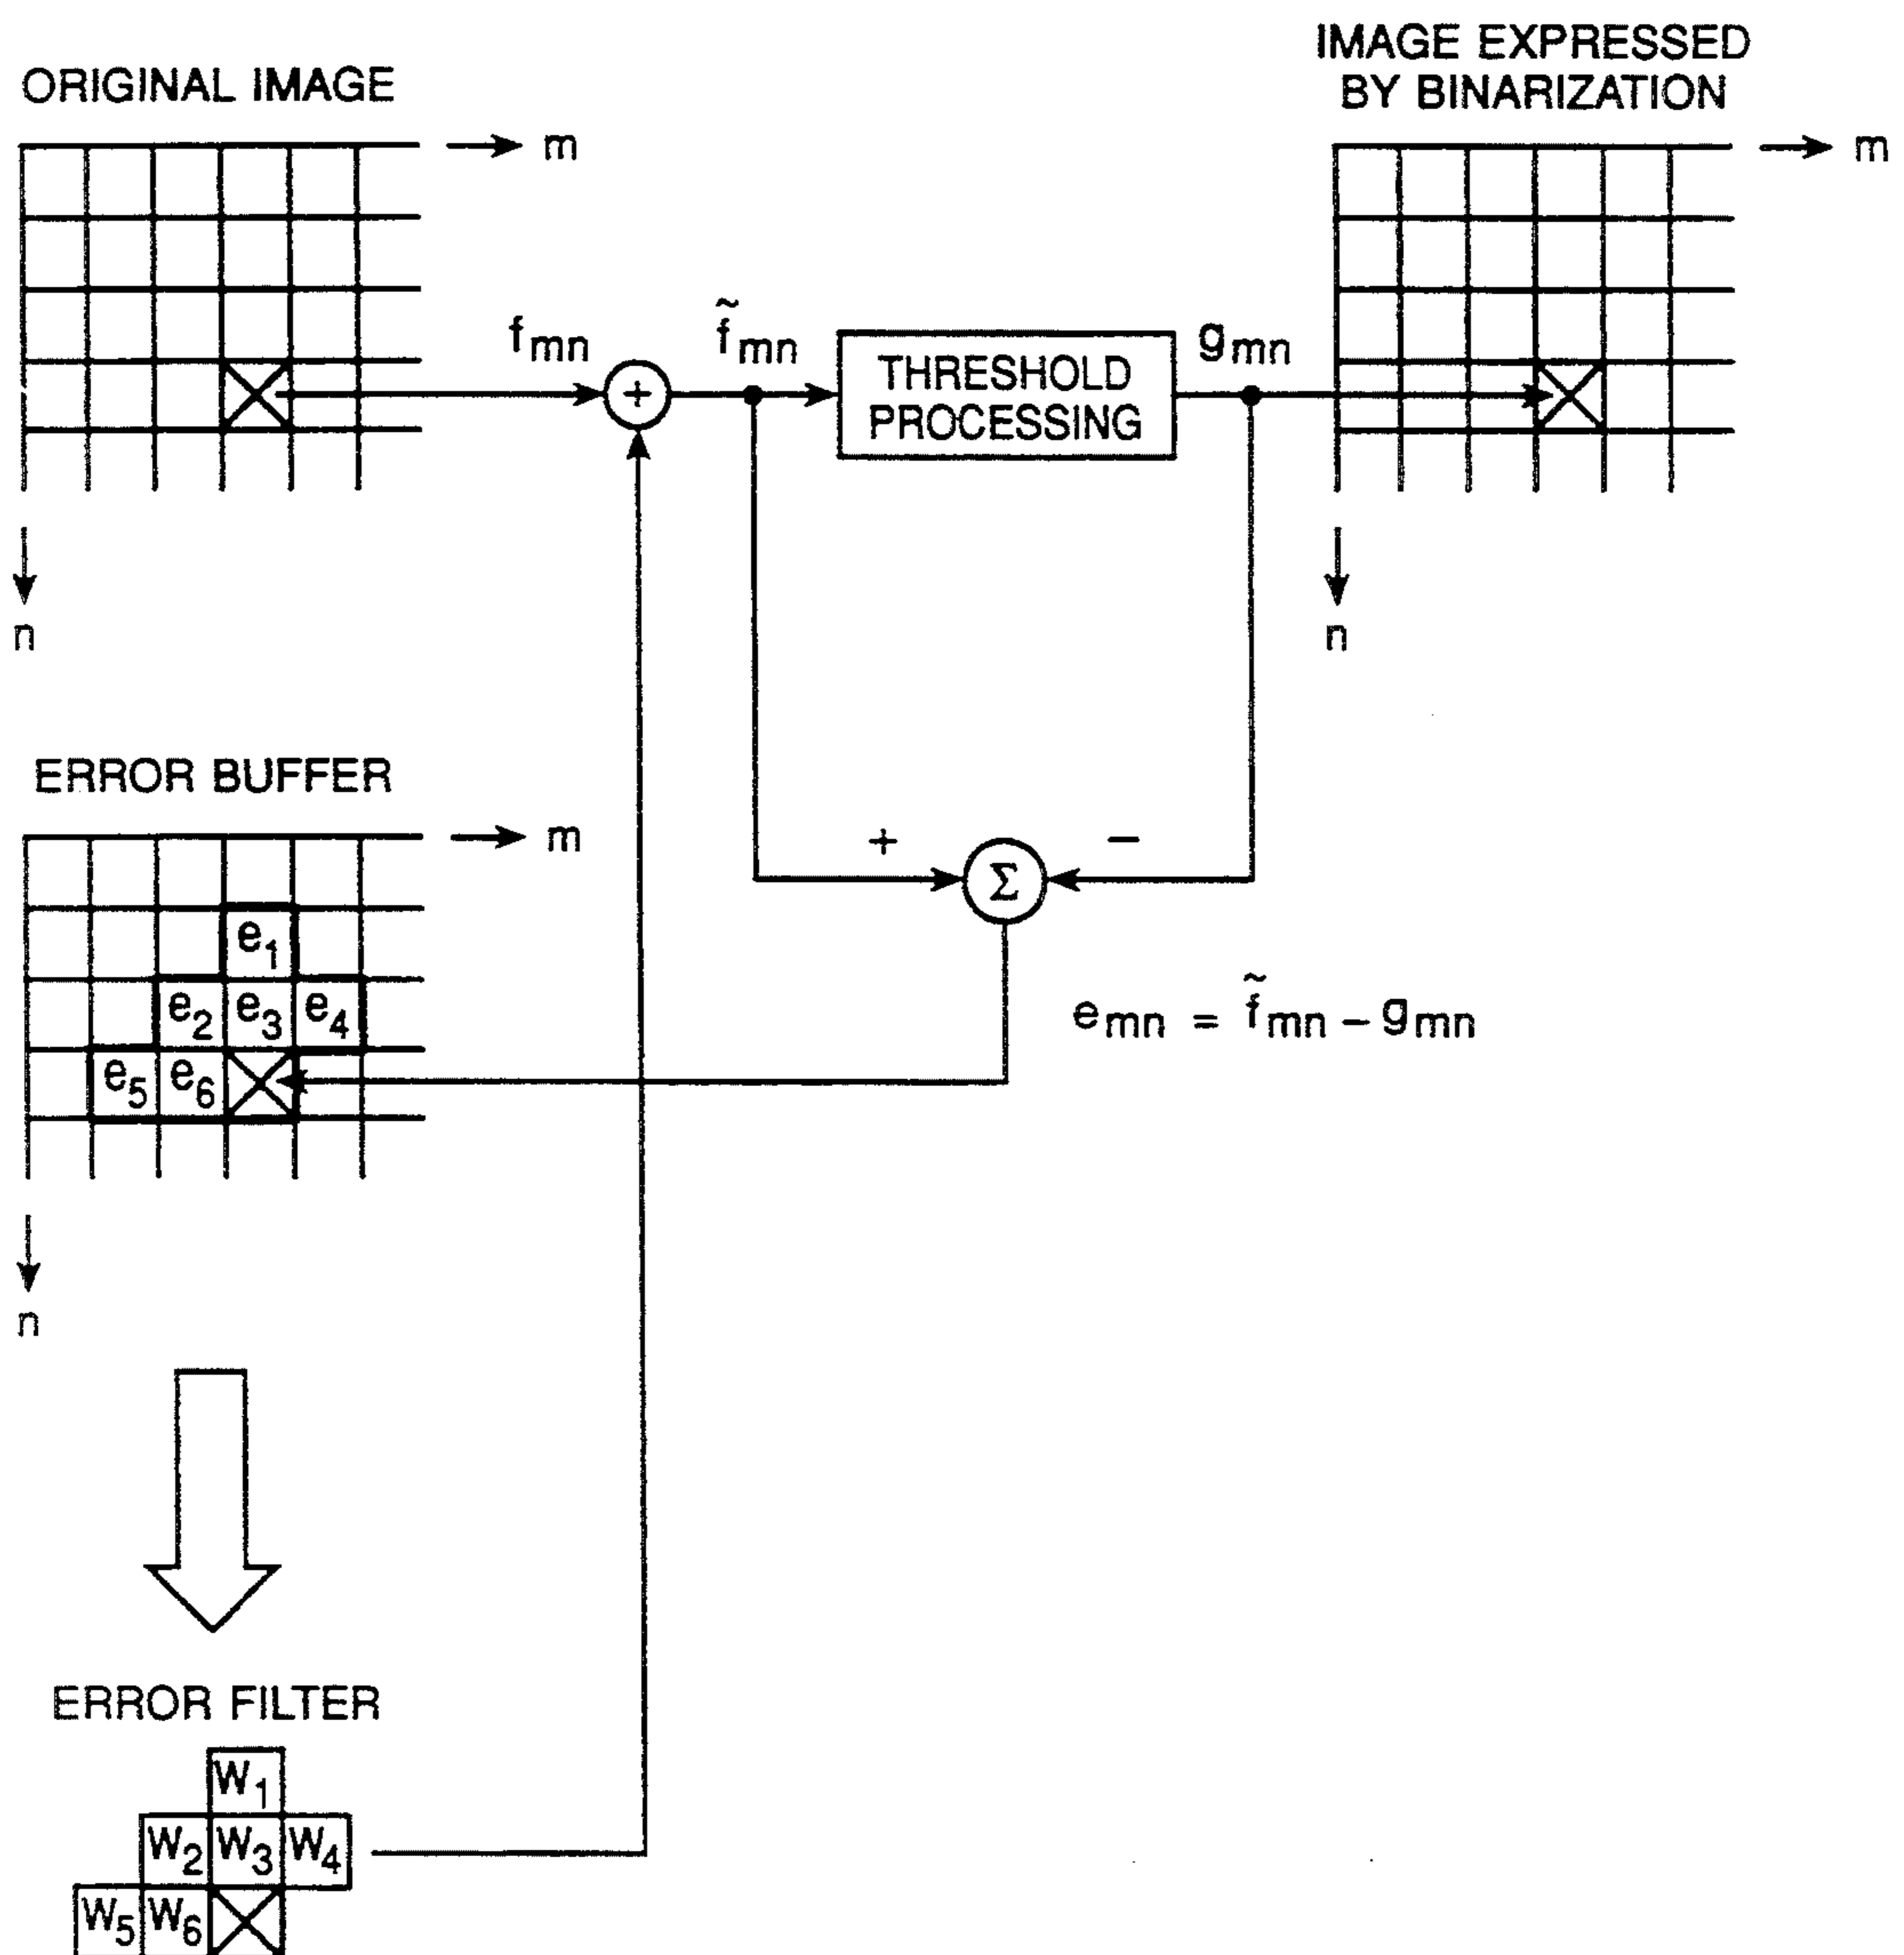 ORIGINAL IMAGE
IMAGE EXPRESSED
BY BINARIZATION
m
m
fmn
f̃mn
THRESHOLD
PROCESSING
gmn
n
n
ERROR BUFFER
m
+
+
−
Σ
e1
e2 e3 e4
e5 e6
emn = f̃mn − gmn
n
ERROR FILTER
W1
W2 W3 W4
W5 W6